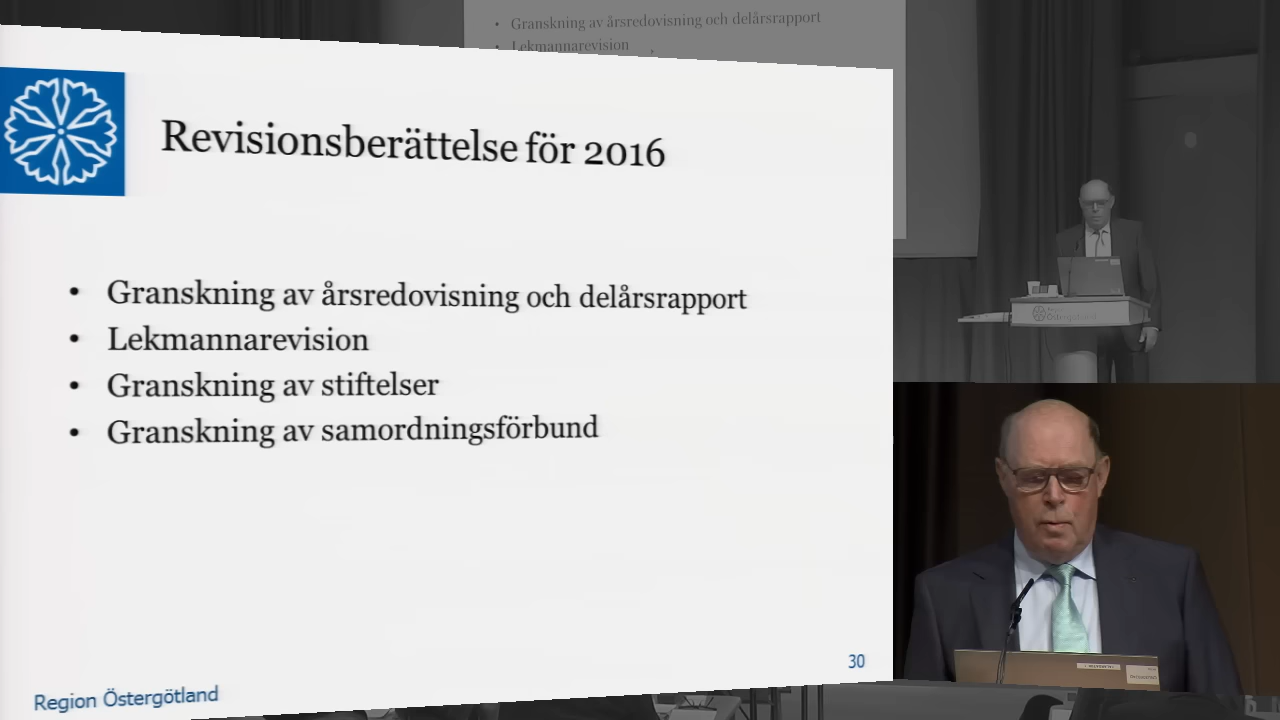 • Granskning av årsredovisning och delårsrapport
• Lekmannarevision
Revisionsberättelse för 2016
• Granskning av årsredovisning och delårsrapport
• Lekmannarevision
• Granskning av stiftelser
• Granskning av samordningsförbund
30
Region Östergötland
Östergötland